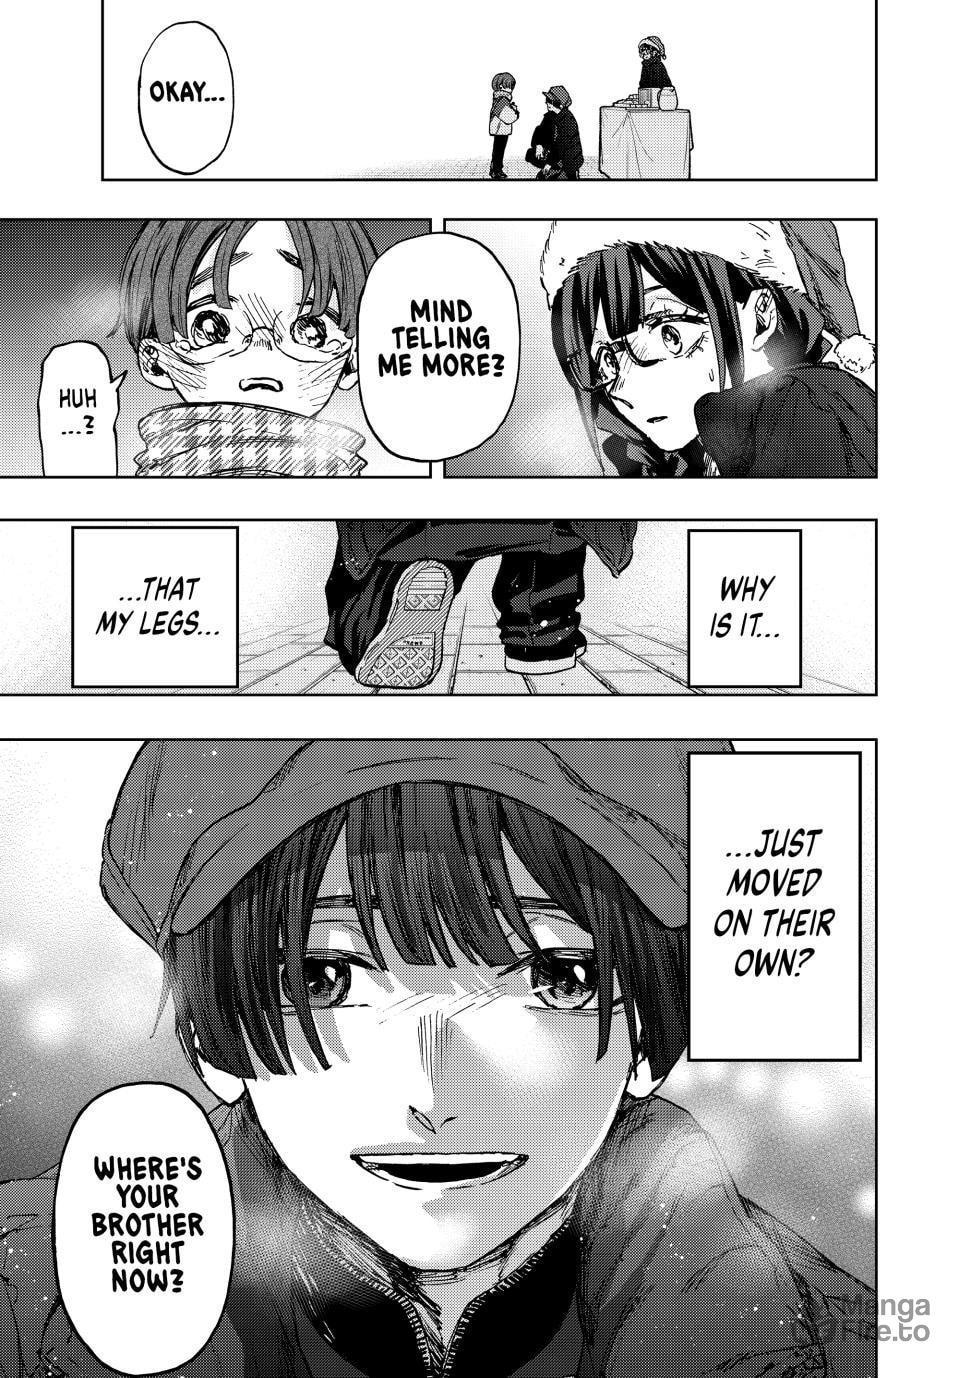 OKAY...
MIND
TELLING
ME MORE?
HUH
...?
WHY
IS IT...
...THAT
MY LEGS...
...JUST
MOVED
ON THEIR
OWN?
WHERE'S
YOUR
BROTHER
RIGHT
NOW?
Manga
Fire.to